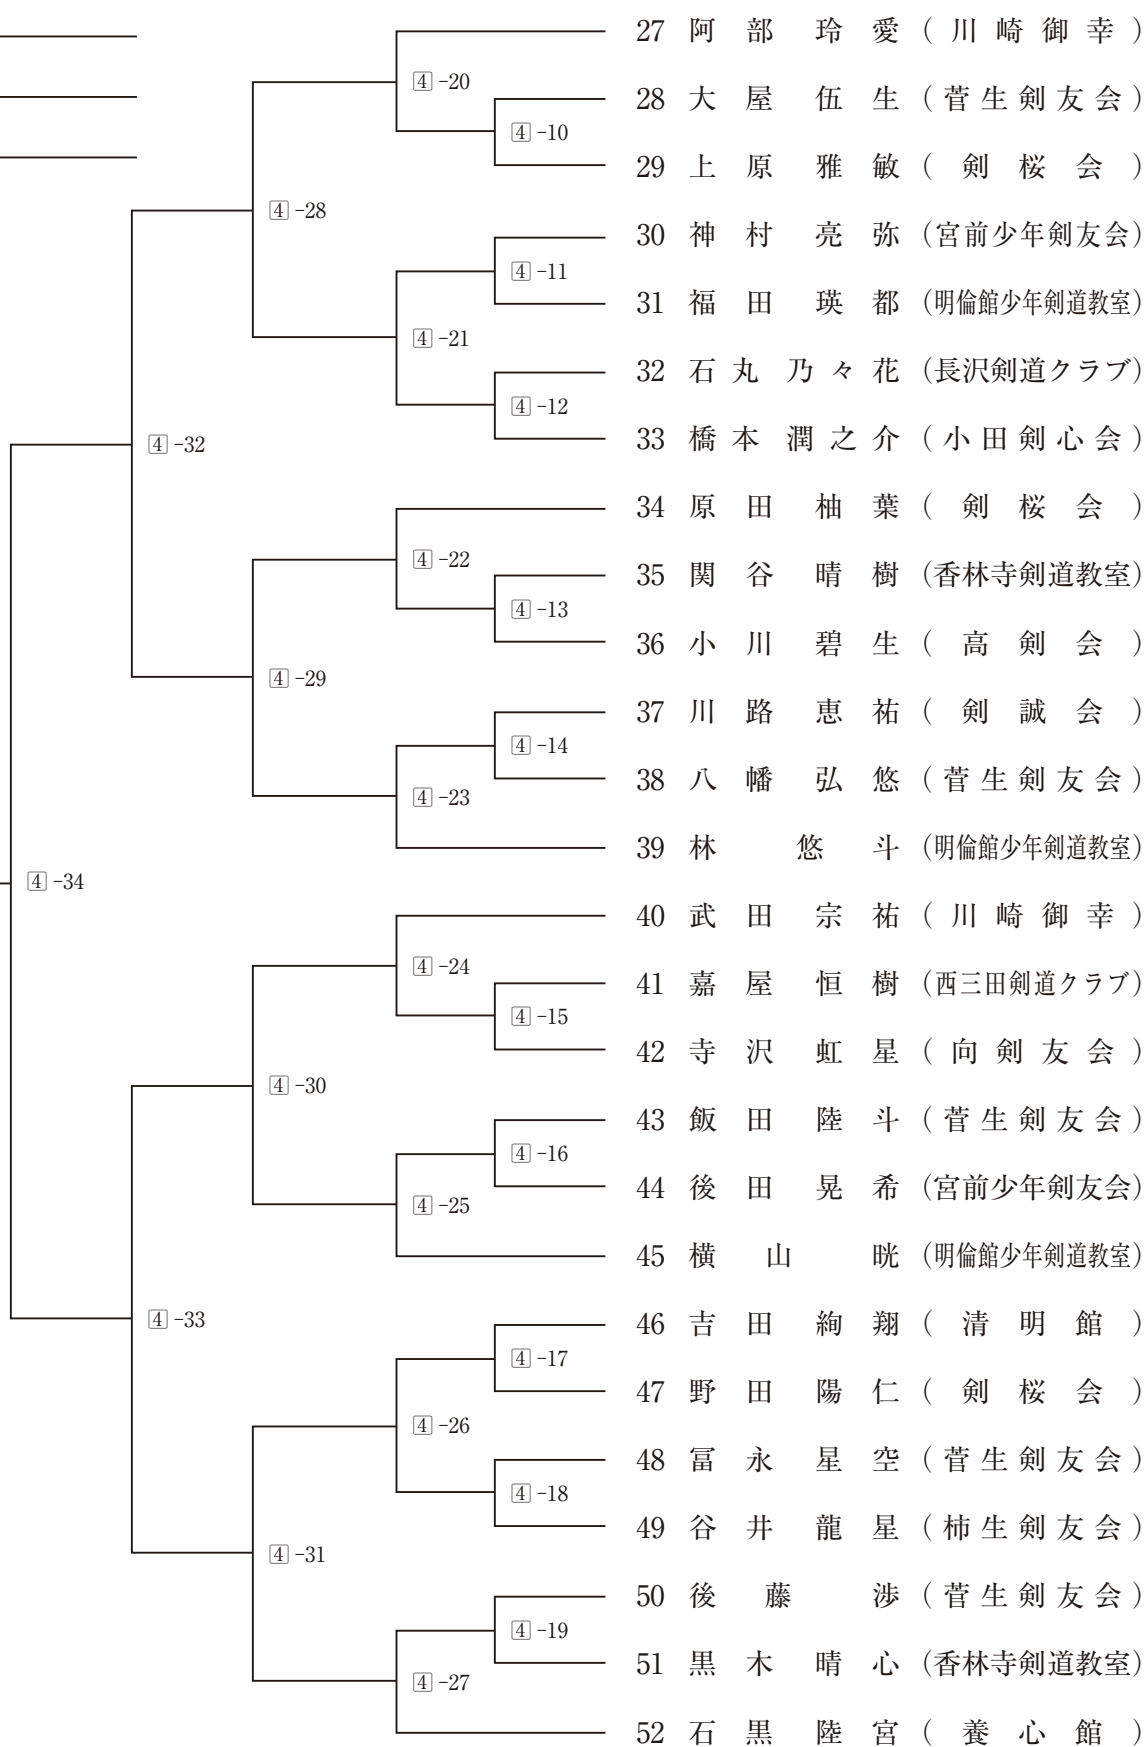 27 阿部 玲愛 (川崎御幸)
4 -20
28 大屋 伍生 (菅生剣友会)
4 -10
29 上原 雅敏 (剣桜会)
4 -28
30 神村 亮弥 (宮前少年剣友会)
4 -11
31 福田 瑛都 (明倫館少年剣道教室)
4 -21
32 石丸 乃々花 (長沢剣道クラブ)
4 -12
33 橋本 潤之介 (小田剣心会)
4 -32
34 原田 柚葉 (剣桜会)
4 -22
35 関谷 晴樹 (香林寺剣道教室)
4 -13
36 小川 碧生 (高剣会)
4 -29
37 川路 恵祐 (剣誠会)
4 -14
38 八幡 弘悠 (菅生剣友会)
4 -23
39 林 悠斗 (明倫館少年剣道教室)
4 -34
40 武田 宗祐 (川崎御幸)
4 -24
41 嘉屋 恒樹 (西三田剣道クラブ)
4 -15
42 寺沢 虹星 (向剣友会)
4 -30
43 飯田 陸斗 (菅生剣友会)
4 -16
44 後田 晃希 (宮前少年剣友会)
4 -25
45 横山 晄 (明倫館少年剣道教室)
4 -33
46 吉田 絢翔 (清明館)
4 -17
47 野田 陽仁 (剣桜会)
4 -26
48 冨永 星空 (菅生剣友会)
4 -18
49 谷井 龍星 (柿生剣友会)
4 -31
50 後藤 渉 (菅生剣友会)
4 -19
51 黒木 晴心 (香林寺剣道教室)
4 -27
52 石黒 陸宮 (養心館)